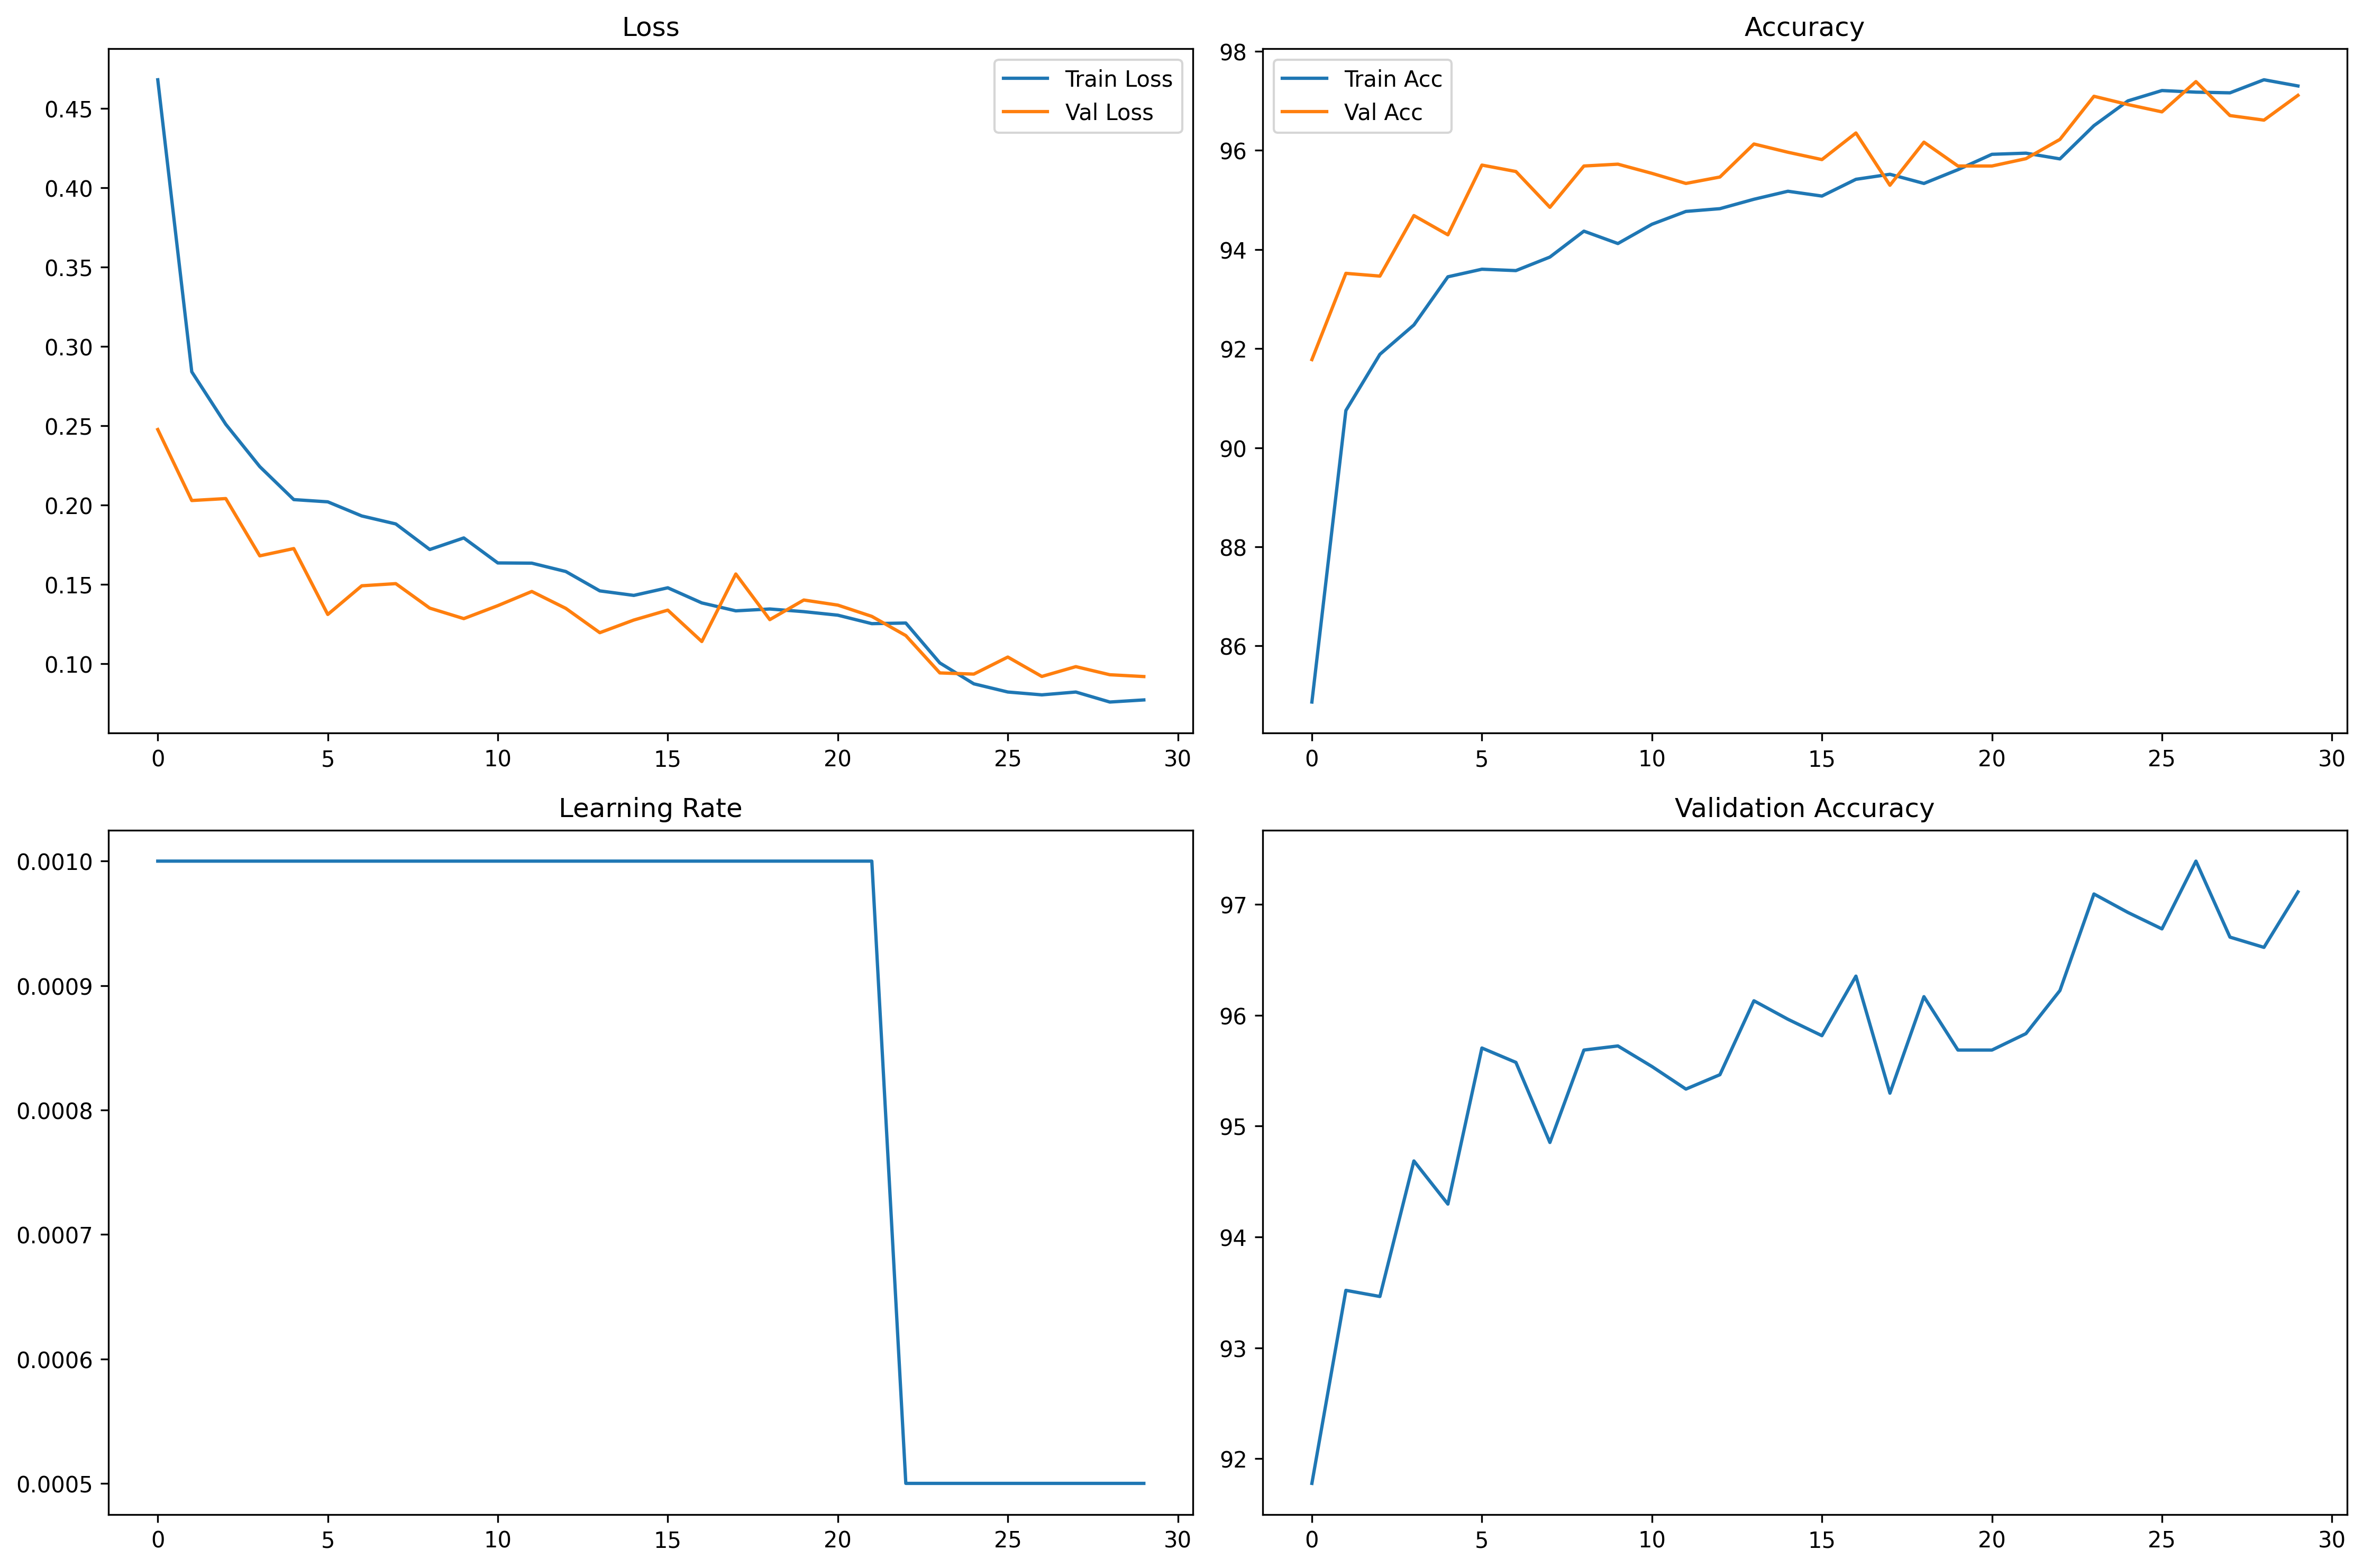 Loss
Train Loss
Val Loss
0.45
0.40
0.35
0.30
0.25
0.20
0.15
0.10
0 5 10 15 20 25 30
Accuracy
Train Acc
Val Acc
98
96
94
92
90
88
86
0 5 10 15 20 25 30
Learning Rate
0.0010
0.0009
0.0008
0.0007
0.0006
0.0005
0 5 10 15 20 25 30
Validation Accuracy
97
96
95
94
93
92
0 5 10 15 20 25 30